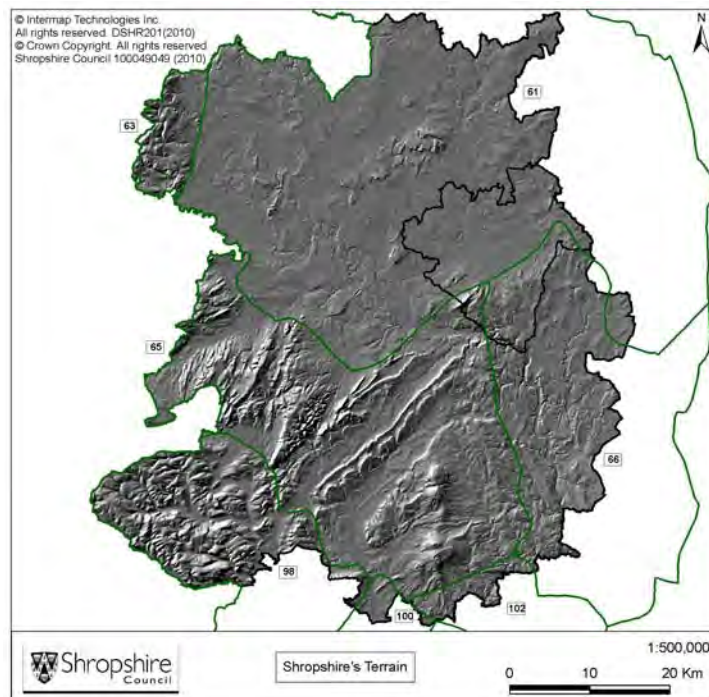 © Intermap Technologies Inc.
All rights reserved. DSHR201(2010)
© Crown Copyright. All rights reserved
Shropshire Council 100049049 (2010)
N
61
63
65
66
98
100
102
Shropshire
Council
Shropshire's Terrain
1:500,000
0 10 20 Km